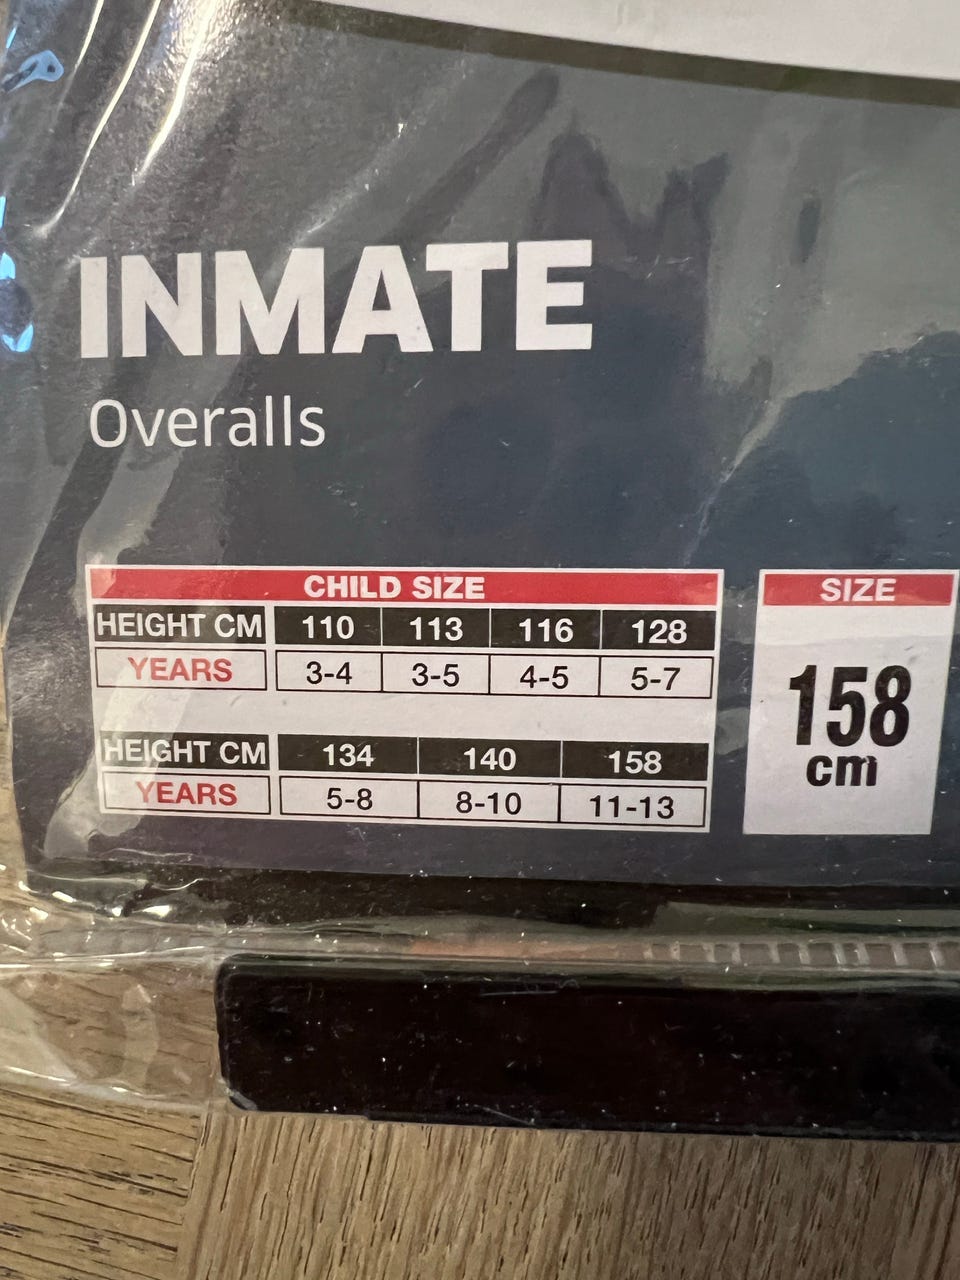 INMATE
Overalls
CHILD SIZE
HEIGHT CM 110 113 116 128
YEARS 3-4 3-5 4-5 5-7
HEIGHT CM 134 140 158
YEARS 5-8 8-10 11-13
SIZE
158
cm